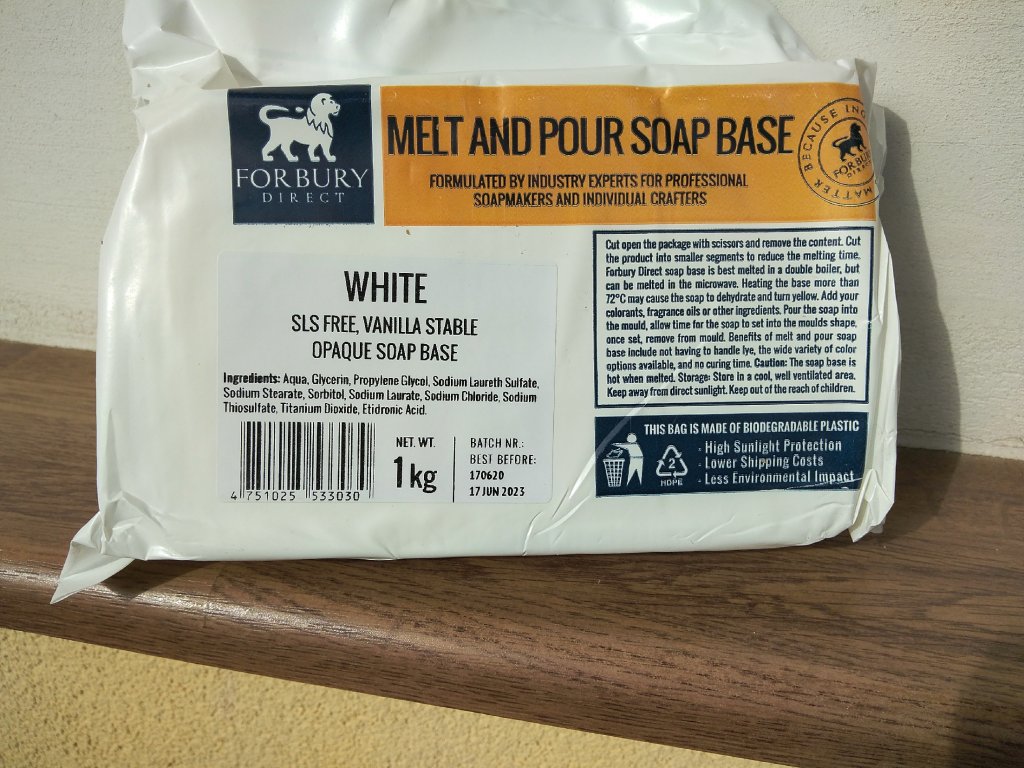 FORBURY
DIRECT
MELT AND POUR SOAP BASE
FORMULATED BY INDUSTRY EXPERTS FOR PROFESSIONAL
SOAPMAKERS AND INDIVIDUAL CRAFTERS
BECAUSE ING
MATTER
FORBU
WHITE
SLS FREE, VANILLA STABLE
OPAQUE SOAP BASE
Ingredients: Aqua, Glycerin, Propylene Glycol, Sodium Laureth Sulfate,
Sodium Stearate, Sorbitol, Sodium Laurate, Sodium Chloride, Sodium
Thiosulfate, Titanium Dioxide, Etidronic Acid.
4 751025 533030
NET. WT.
1kg
BATCH NR.:
BEST BEFORE:
170620
17 JUN 2023
Cut open the package with scissors and remove the content. Cut
the product into smaller segments to reduce the melting time.
Forbury Direct soap base is best melted in a double boiler, but
can be melted in the microwave. Heating the base more than
72°C may cause the soap to dehydrate and turn yellow. Add your
colorants, fragrance oils or other ingredients. Pour the soap into
the mould, allow time for the soap to set into the moulds shape,
once set, remove from mould. Benefits of melt and pour soap
base include not having to handle lye, the wide variety of color
options available, and no curing time. Caution: The soap base is
hot when melted. Storage: Store in a cool, well ventilated area.
Keep away from direct sunlight. Keep out of the reach of children.
THIS BAG IS MADE OF BIODEGRADABLE PLASTIC
2
HDPE
- High Sunlight Protection
- Lower Shipping Costs
- Less Environmental Impact